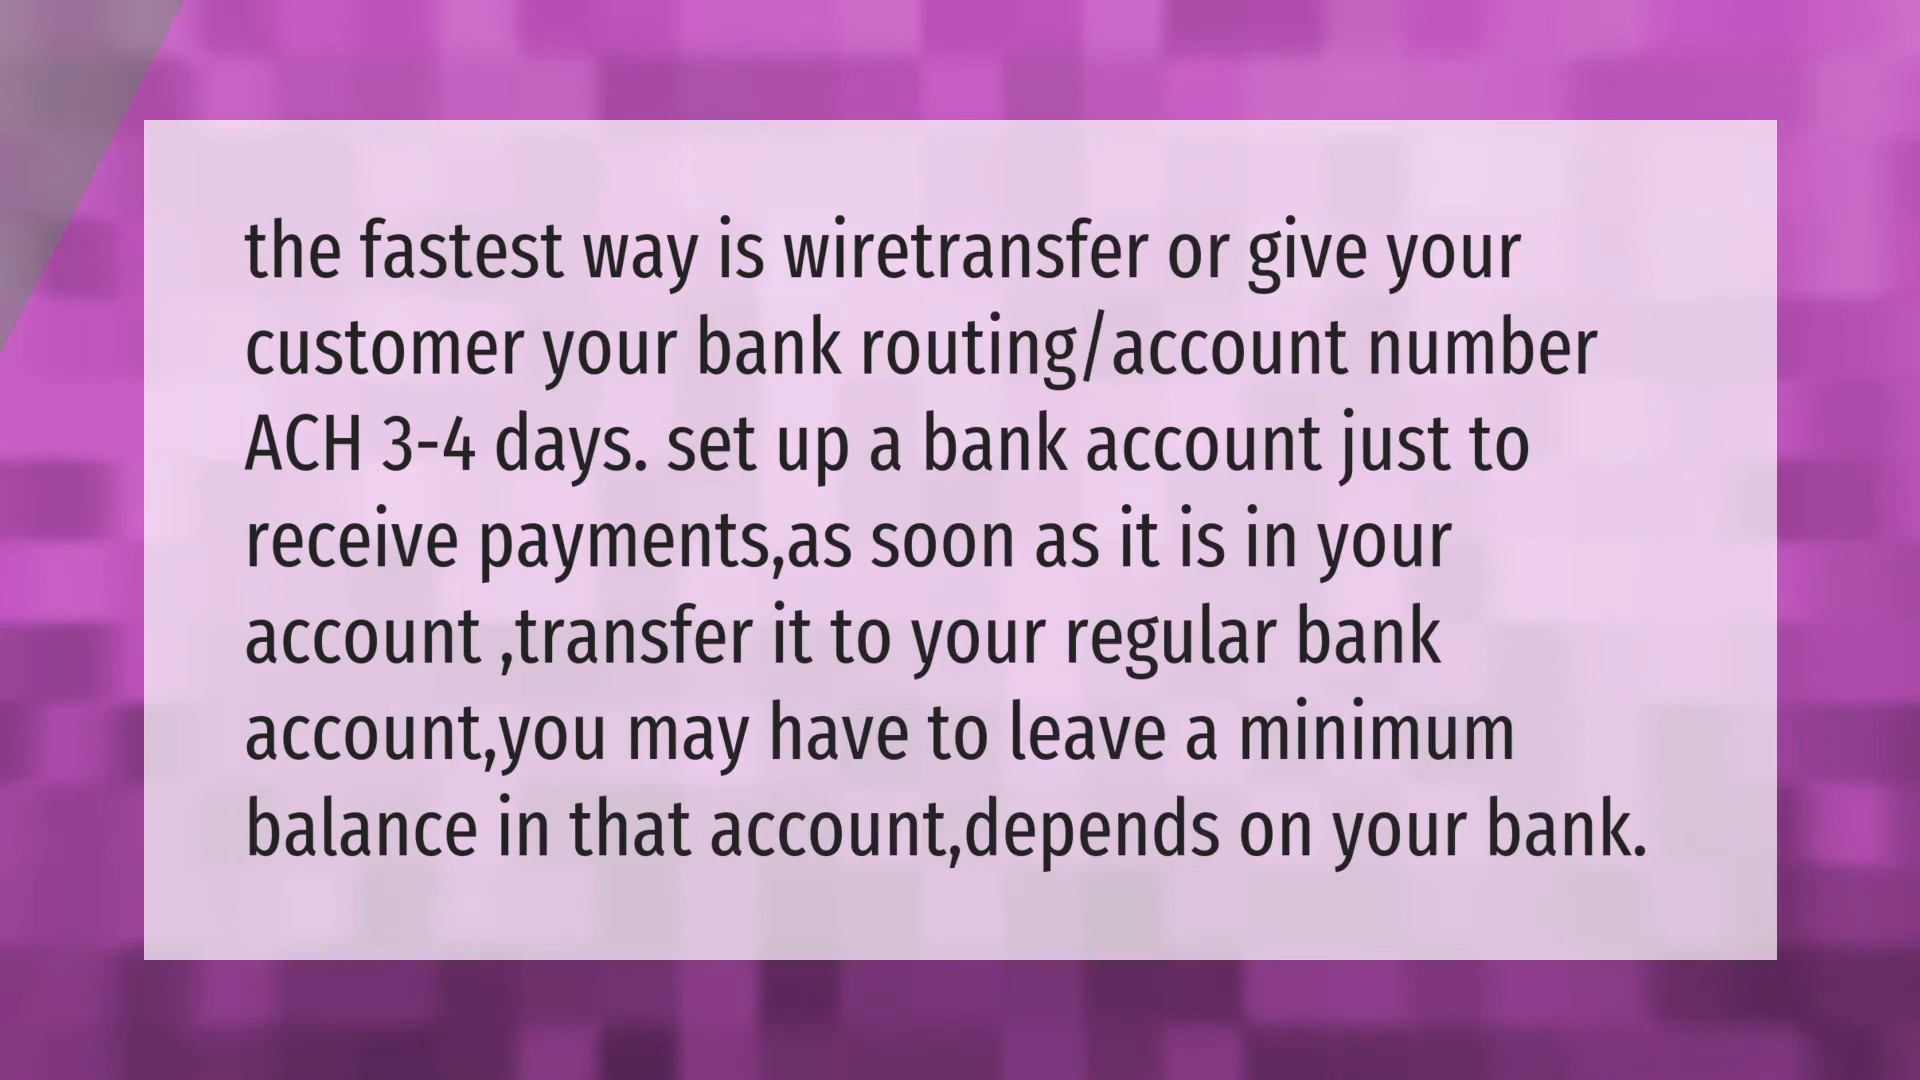 the fastest way is wiretransfer or give your
customer your bank routing/account number
ACH 3-4 days. set up a bank account just to
receive payments,as soon as it is in your
account ,transfer it to your regular bank
account,you may have to leave a minimum
balance in that account,depends on your bank.